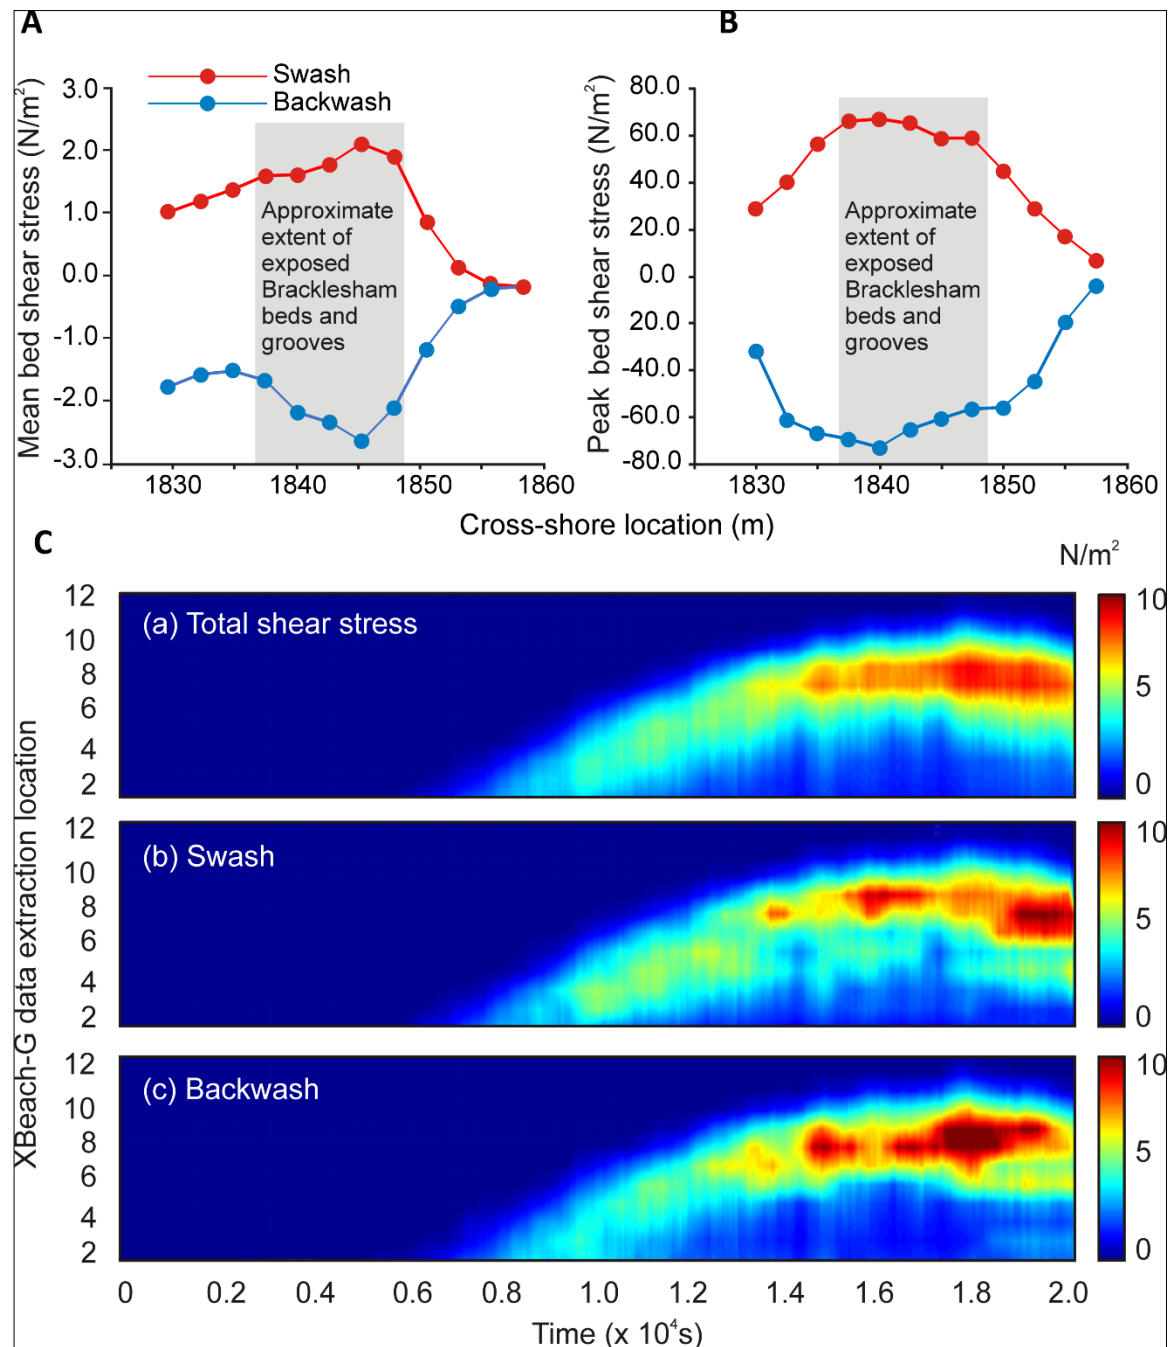 A
B
Swash
Backwash
Mean bed shear stress (N/m²)
3.0
2.0
1.0
0.0
-1.0
-2.0
-3.0
Approximate
extent of
exposed
Bracklesham
beds and
grooves
1830
1840
1850
1860
Peak bed shear stress (N/m²)
80.0
60.0
40.0
20.0
0.0
20.0
-40.0
-60.0
-80.0
Approximate
extent of
exposed
Bracklesham
beds and
grooves
1830
1840
1850
1860
Cross-shore location (m)
C
N/m²
XBeach-G data extraction location
12
10
8
6
4
2
(a) Total shear stress
10
5
0
12
10
8
6
4
2
(b) Swash
10
5
0
12
10
8
6
4
2
(c) Backwash
10
5
0
0
0.2
0.4
0.6
0.8
1.0
1.2
1.4
1.6
1.8
2.0
Time (x 10⁴s)